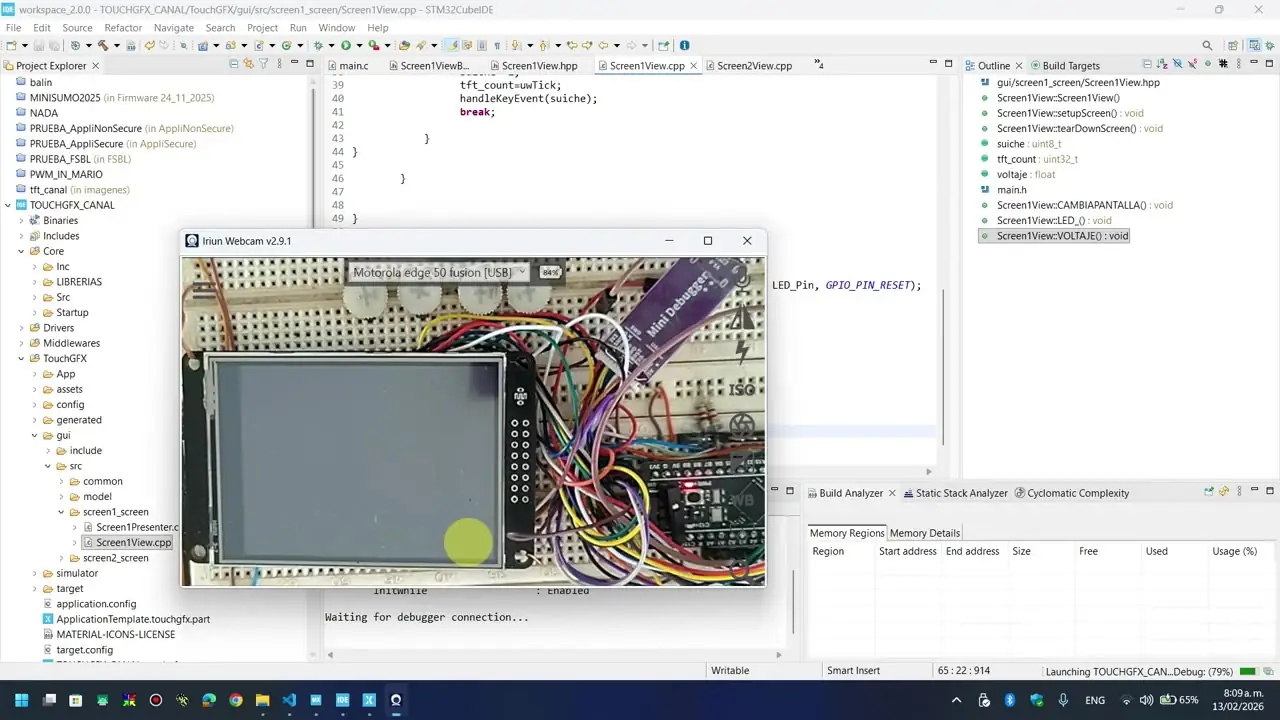 workspace_2.0.0 - TOUCHGFX_CANAL/TouchGFX/gui/src/screen1_screen/Screen1View.cpp - STM32CubeIDE
File Edit Source Refactor Navigate Search Project Run Window Help
Project Explorer
balin
MINISUMO2025 (in Firmware 24_11_2025)
NADA
PRUEBA_AppliNonSecure (in AppliNonSecure)
PRUEBA_AppliSecure (in AppliSecure)
PRUEBA_FSBL (in FSBL)
PWM_IN_MARIO
tft_canal (in imagenes)
TOUCHGFX_CANAL
Binaries
Includes
Core
Inc
LIBRERIAS
Src
Startup
Drivers
Middlewares
TouchGFX
App
assets
config
generated
gui
include
src
common
model
screen1_screen
Screen1Presenter.c
Screen1View.cpp
screen2_screen
simulator
target
application.config
ApplicationTemplate.touchgfx.part
MATERIAL-ICONS-LICENSE
target.config
main.c Screen1ViewB... Screen1View.hpp Screen1View.cpp Screen2View.cpp »4
39 tft_count=uwTick;
40 handleKeyEvent(suiche);
41 break;
42
43 }
44 }
45
46 }
47
48
49 }
LED_Pin, GPIO_PIN_RESET);
Iriun Webcam v2.9.1
Motorola edge 50 fusion [USB]
84%
Mini Debugger
ISO
WB
InitWhile : Enabled
Waiting for debugger connection...
Outline Build Targets
gui/screen1_screen/Screen1View.hpp
Screen1View::Screen1View()
Screen1View::setupScreen() : void
Screen1View::tearDownScreen() : void
suiche : uint8_t
tft_count : uint32_t
voltaje : float
main.h
Screen1View::CAMBIAPANTALLA() : void
Screen1View::LED_() : void
Screen1View::VOLTAJE() : void
Build Analyzer Static Stack Analyzer Cyclomatic Complexity
Memory Regions Memory Details
Region Start address End address Size Free Used Usage (%)
Writable Smart Insert 65 : 22 : 914 Launching TOUCHGFX_CAN...Debug: (79%)
ENG 65% 8:09 a.m.
13/02/2026